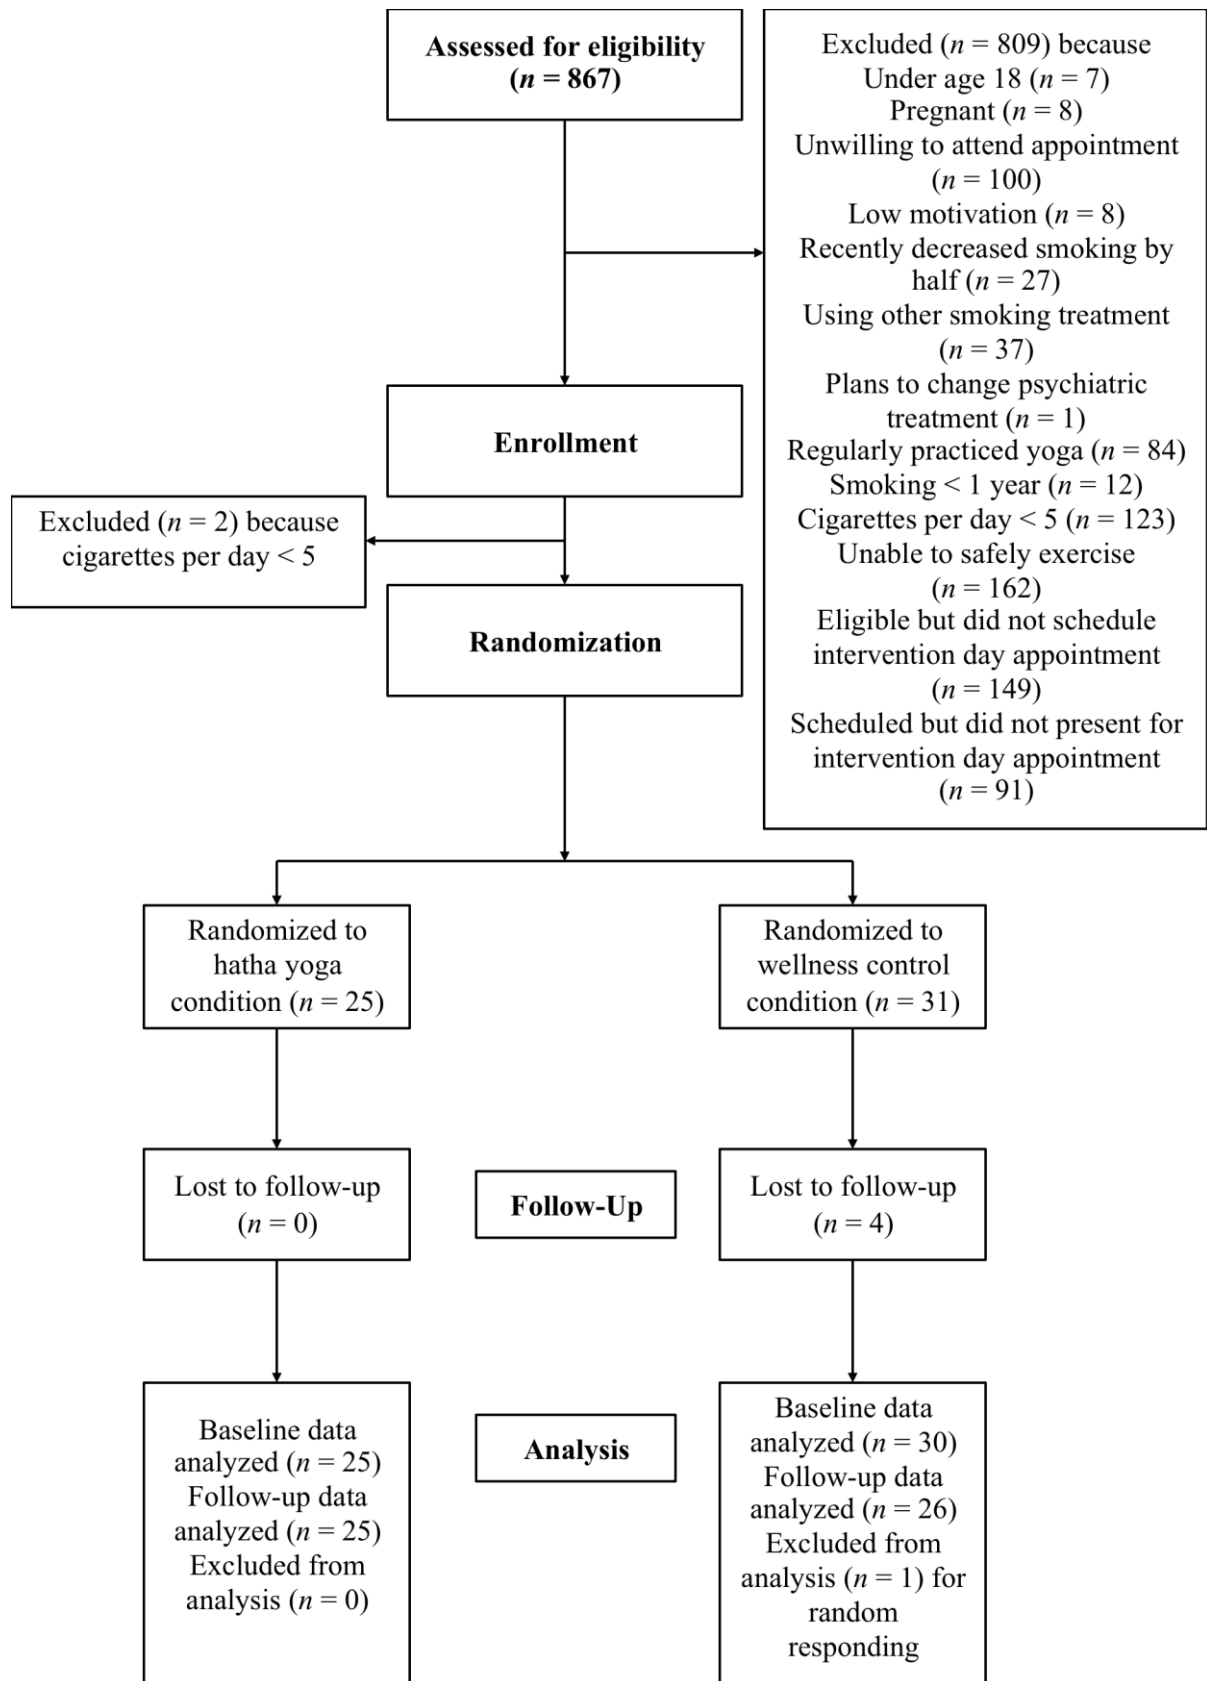 Assessed for eligibility
(n = 867)
Excluded (n = 809) because
Under age 18 (n = 7)
Pregnant (n = 8)
Unwilling to attend appointment
(n = 100)
Low motivation (n = 8)
Recently decreased smoking by
half (n = 27)
Using other smoking treatment
(n = 37)
Plans to change psychiatric
treatment (n = 1)
Regularly practiced yoga (n = 84)
Smoking < 1 year (n = 12)
Cigarettes per day < 5 (n = 123)
Unable to safely exercise
(n = 162)
Eligible but did not schedule
intervention day appointment
(n = 149)
Scheduled but did not present for
intervention day appointment
(n = 91)
Enrollment
Excluded (n = 2) because
cigarettes per day < 5
Randomization
Randomized to
hatha yoga
condition (n = 25)
Randomized to
wellness control
condition (n = 31)
Lost to follow-up
(n = 0)
Follow-Up
Lost to follow-up
(n = 4)
Baseline data
analyzed (n = 25)
Follow-up data
analyzed (n = 25)
Excluded from
analysis (n = 0)
Analysis
Baseline data
analyzed (n = 30)
Follow-up data
analyzed (n = 26)
Excluded from
analysis (n = 1) for
random
responding